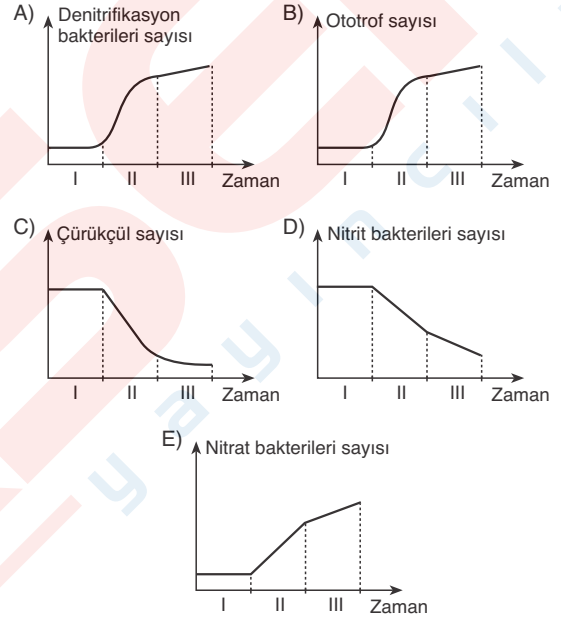 A) Denitrifikasyon
bakterileri sayısı
I II III Zaman
B) Ototrof sayısı
I II III Zaman
C) Çürükçül sayısı
I II III Zaman
D) Nitrit bakterileri sayısı
I II III Zaman
E) Nitrat bakterileri sayısı
I II III Zaman
yayıncıl